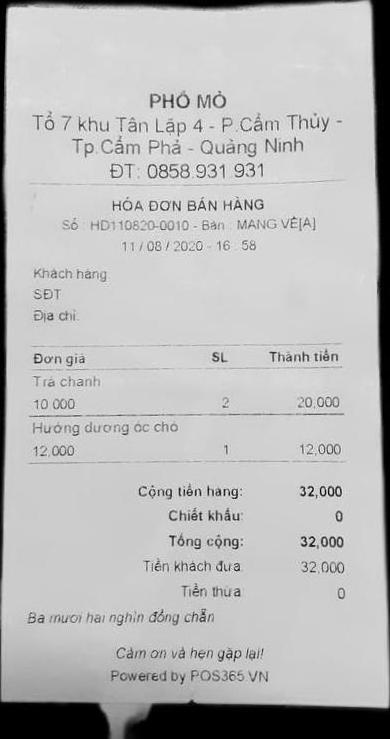 PHỐ MỎ
Tổ 7 khu Tân Lập 4 - P.Cẩm Thủy -
Tp.Cẩm Phả - Quảng Ninh
ĐT: 0858.931.931
HÓA ĐƠN BÁN HÀNG
Số : HD110820-0010 - Bàn : MANG VỀ[A]
11 / 08 / 2020 - 16 : 58
Khách hàng:
SĐT
Địa chỉ:
Đơn giá SL Thành tiền
Trà chanh
10.000 2 20,000
Hướng dương óc chó
12,000 1 12,000
Cộng tiền hàng: 32,000
Chiết khấu: 0
Tổng cộng: 32,000
Tiền khách đưa: 32,000
Tiền thừa: 0
Ba mươi hai nghìn đồng chẵn
Cảm ơn và hẹn gặp lại!
Powered by POS365.VN